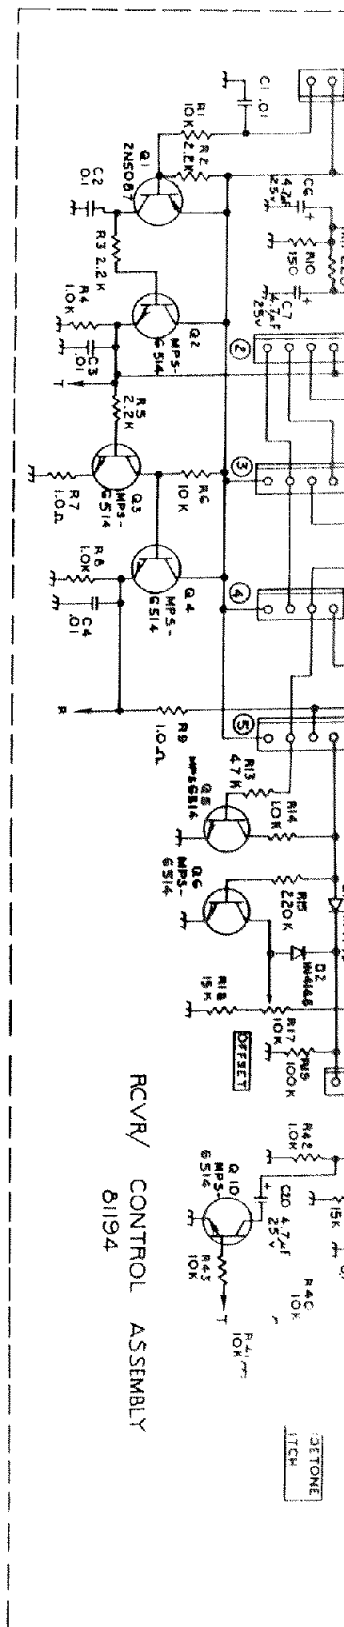 C1 .01
R1
10K
R2
2.2K
Q1
2N5087
C2
.01
R3 2.2K
C6
4.7µF
25V
R10
150
C7
4.7µF
25V
R4
1.0K
C3
.01
Q2
MPS-
6514
2
T
R5
2.2K
Q3
MPS-
6514
R6
10K
3
R7
1.0Ω
R8
1.0K
C4
.01
Q4
MPS-
6514
4
R
R9
1.0Ω
5
R13
4.7K
Q5
MPS6514
R14
1.0K
Q6
MPS-
6514
R15
220K
D2
1N4148
R18
15K
R17
10K
OFFSET
100K
R42
1.0K
Q10
MPS-
6514
C20 4.7µF
25V
15K
R43
10K
T
R40
10K
R41
10K
RCVR/ CONTROL ASSEMBLY
81194